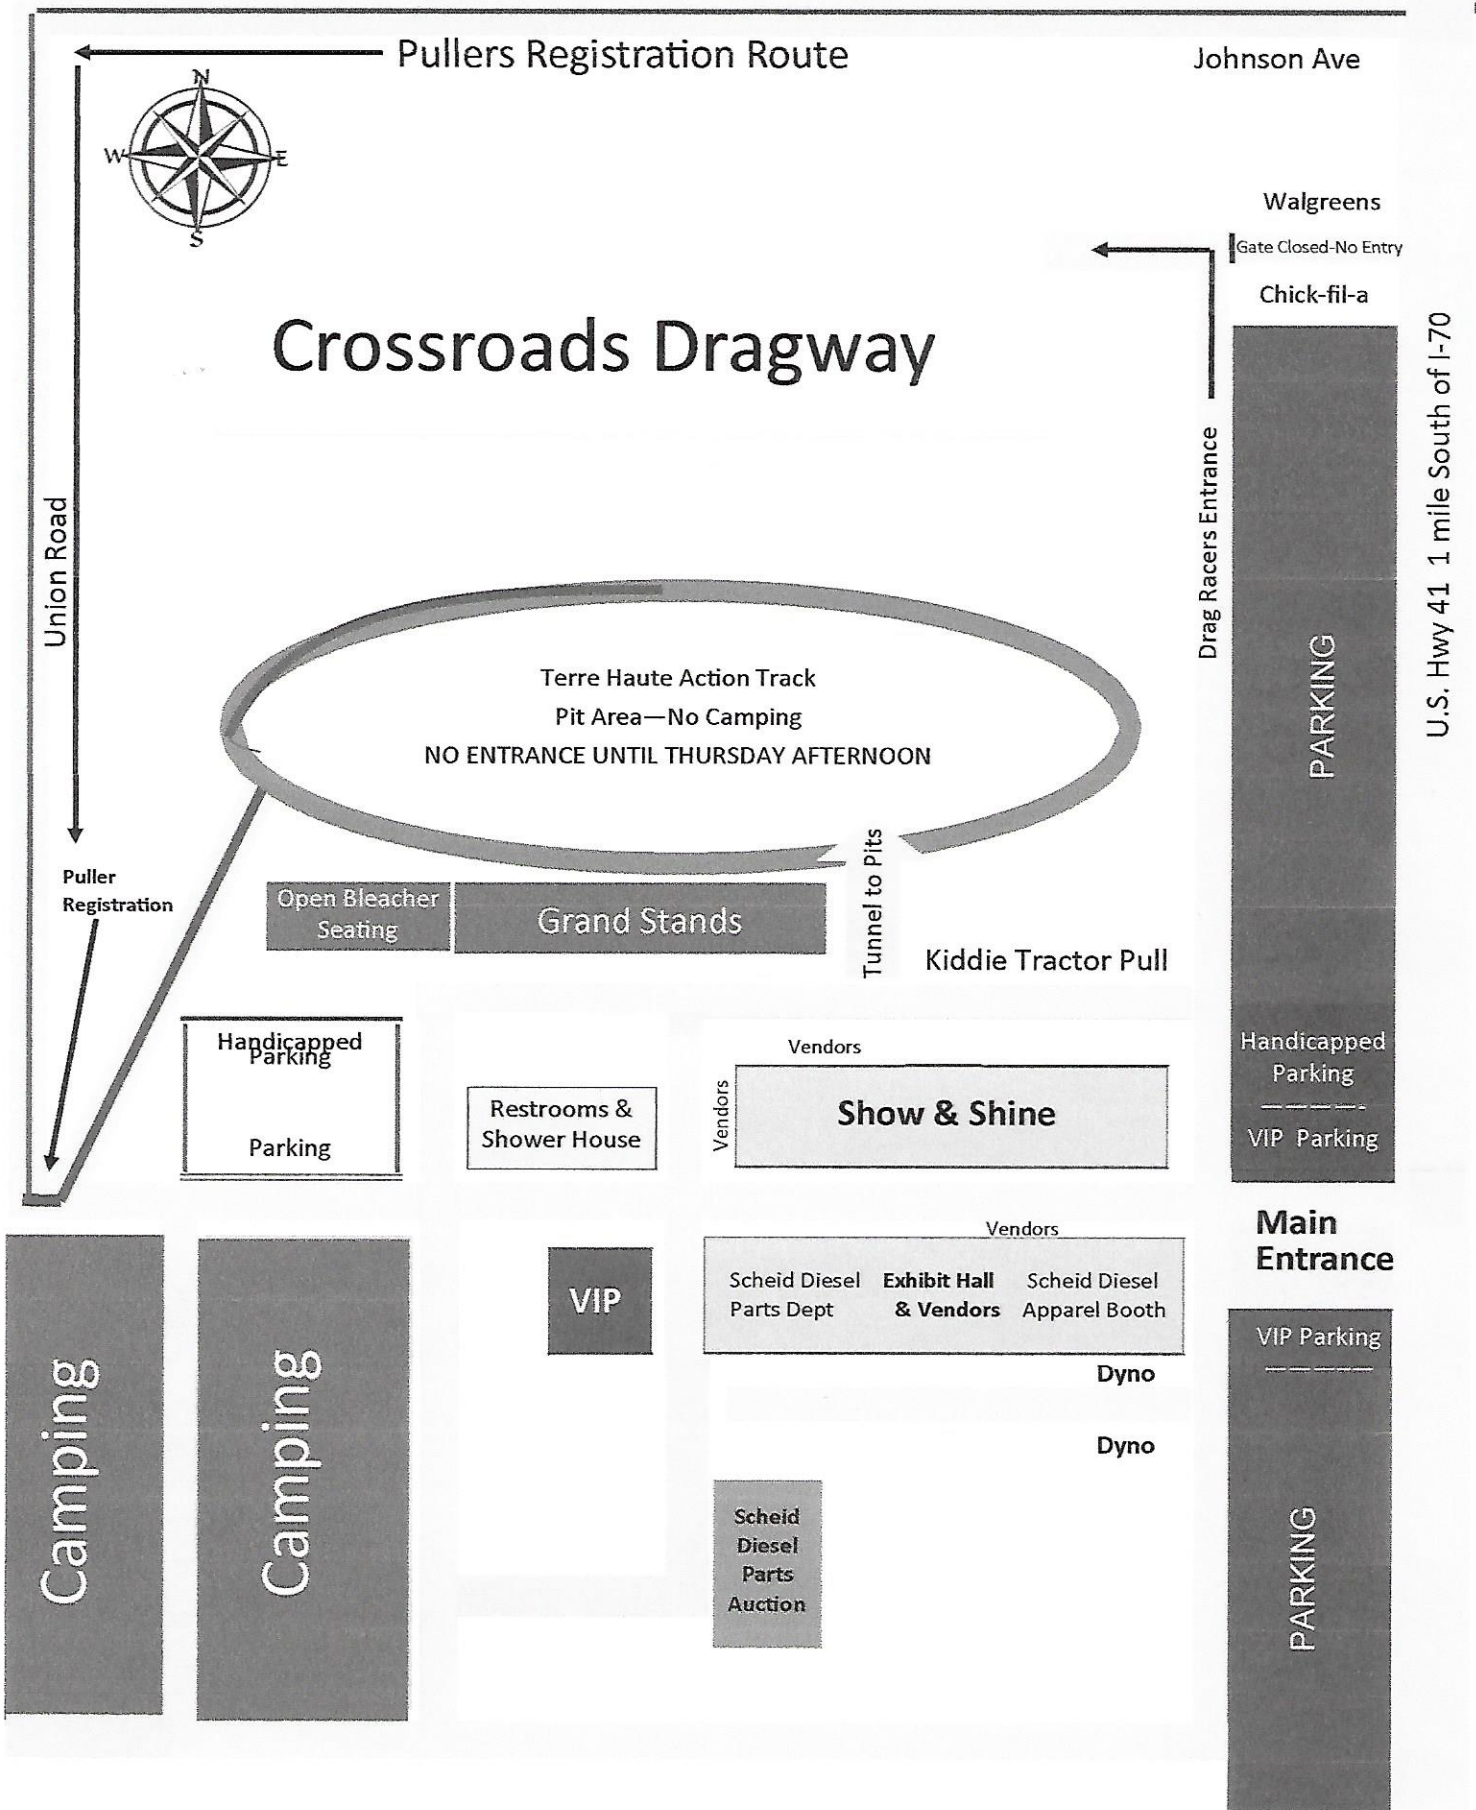 Pullers Registration Route
Johnson Ave
N
W E
S
Walgreens
Gate Closed-No Entry
Chick-fil-a
Crossroads Dragway
U.S. Hwy 41 1 mile South of I-70
Drag Racers Entrance
Union Road
PARKING
Terre Haute Action Track
Pit Area—No Camping
NO ENTRANCE UNTIL THURSDAY AFTERNOON
Tunnel to Pits
Puller
Registration
Open Bleacher
Seating
Grand Stands
Kiddie Tractor Pull
Handicapped
Parking
Parking
Restrooms &
Shower House
Vendors
Vendors
Show & Shine
Handicapped
Parking
VIP Parking
Main
Entrance
Vendors
VIP
Scheid Diesel
Parts Dept
Exhibit Hall
& Vendors
Scheid Diesel
Apparel Booth
VIP Parking
Dyno
Dyno
Camping
Camping
Scheid
Diesel
Parts
Auction
PARKING